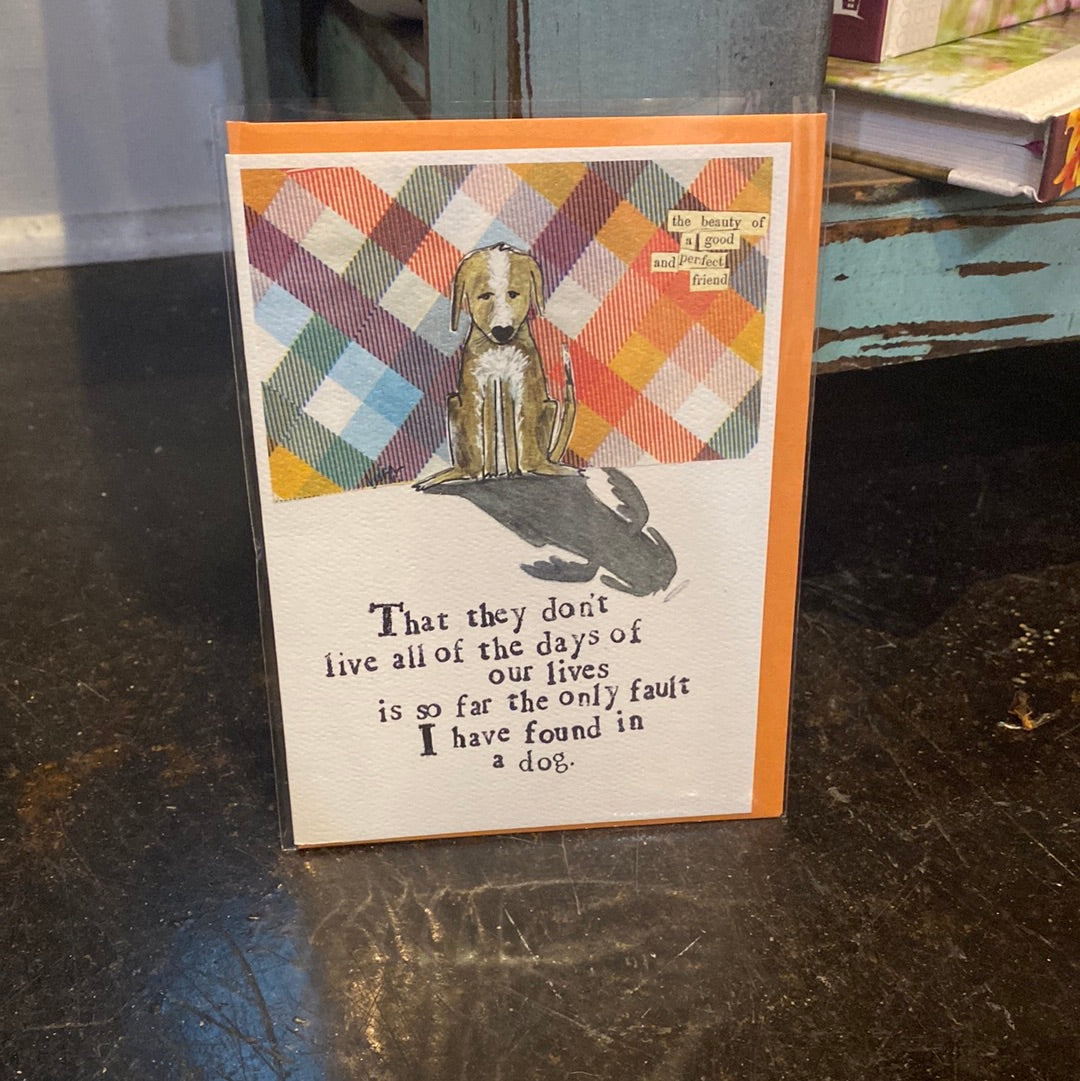 the beauty of
a good
and perfect
friend
That they don't
live all of the days of
our lives
is so far the only fault
I have found in
a dog.